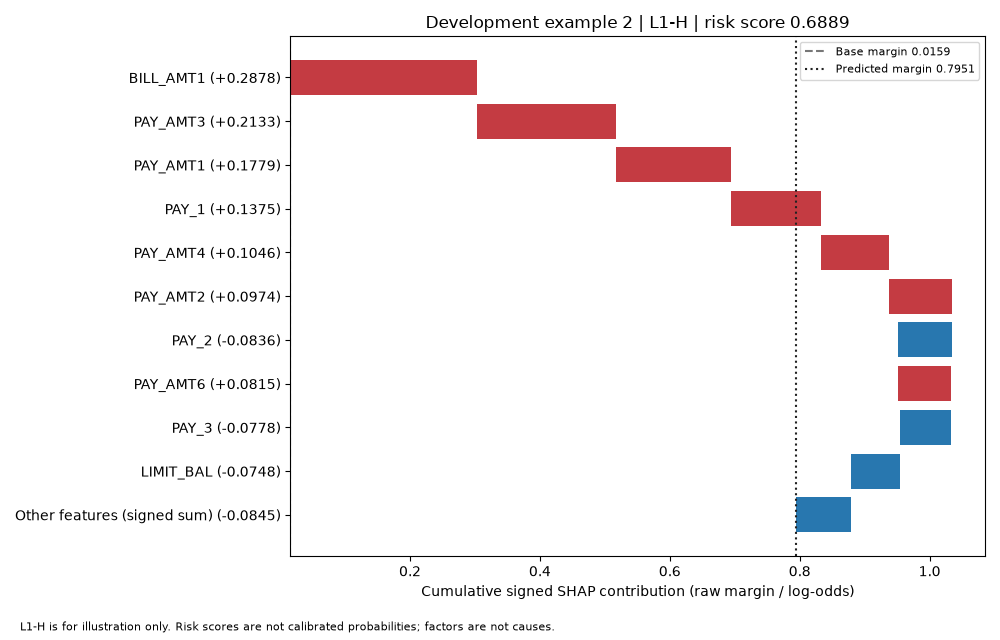 Development example 2 | L1-H | risk score 0.6889
Base margin 0.0159
Predicted margin 0.7951
BILL_AMT1 (+0.2878)
PAY_AMT3 (+0.2133)
PAY_AMT1 (+0.1779)
PAY_1 (+0.1375)
PAY_AMT4 (+0.1046)
PAY_AMT2 (+0.0974)
PAY_2 (-0.0836)
PAY_AMT6 (+0.0815)
PAY_3 (-0.0778)
LIMIT_BAL (-0.0748)
Other features (signed sum) (-0.0845)
0.2 0.4 0.6 0.8 1.0
Cumulative signed SHAP contribution (raw margin / log-odds)
L1-H is for illustration only. Risk scores are not calibrated probabilities; factors are not causes.